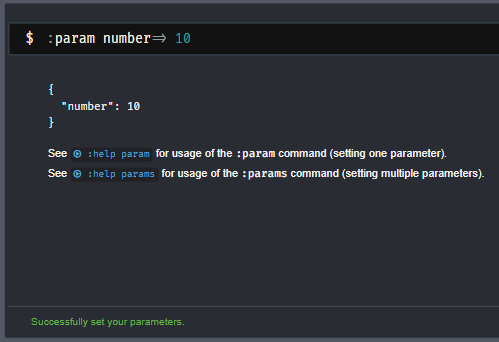 $ :param number=> 10
{
"number": 10
}
See :help param for usage of the :param command (setting one parameter).
See :help params for usage of the :params command (setting multiple parameters).
Successfully set your parameters.